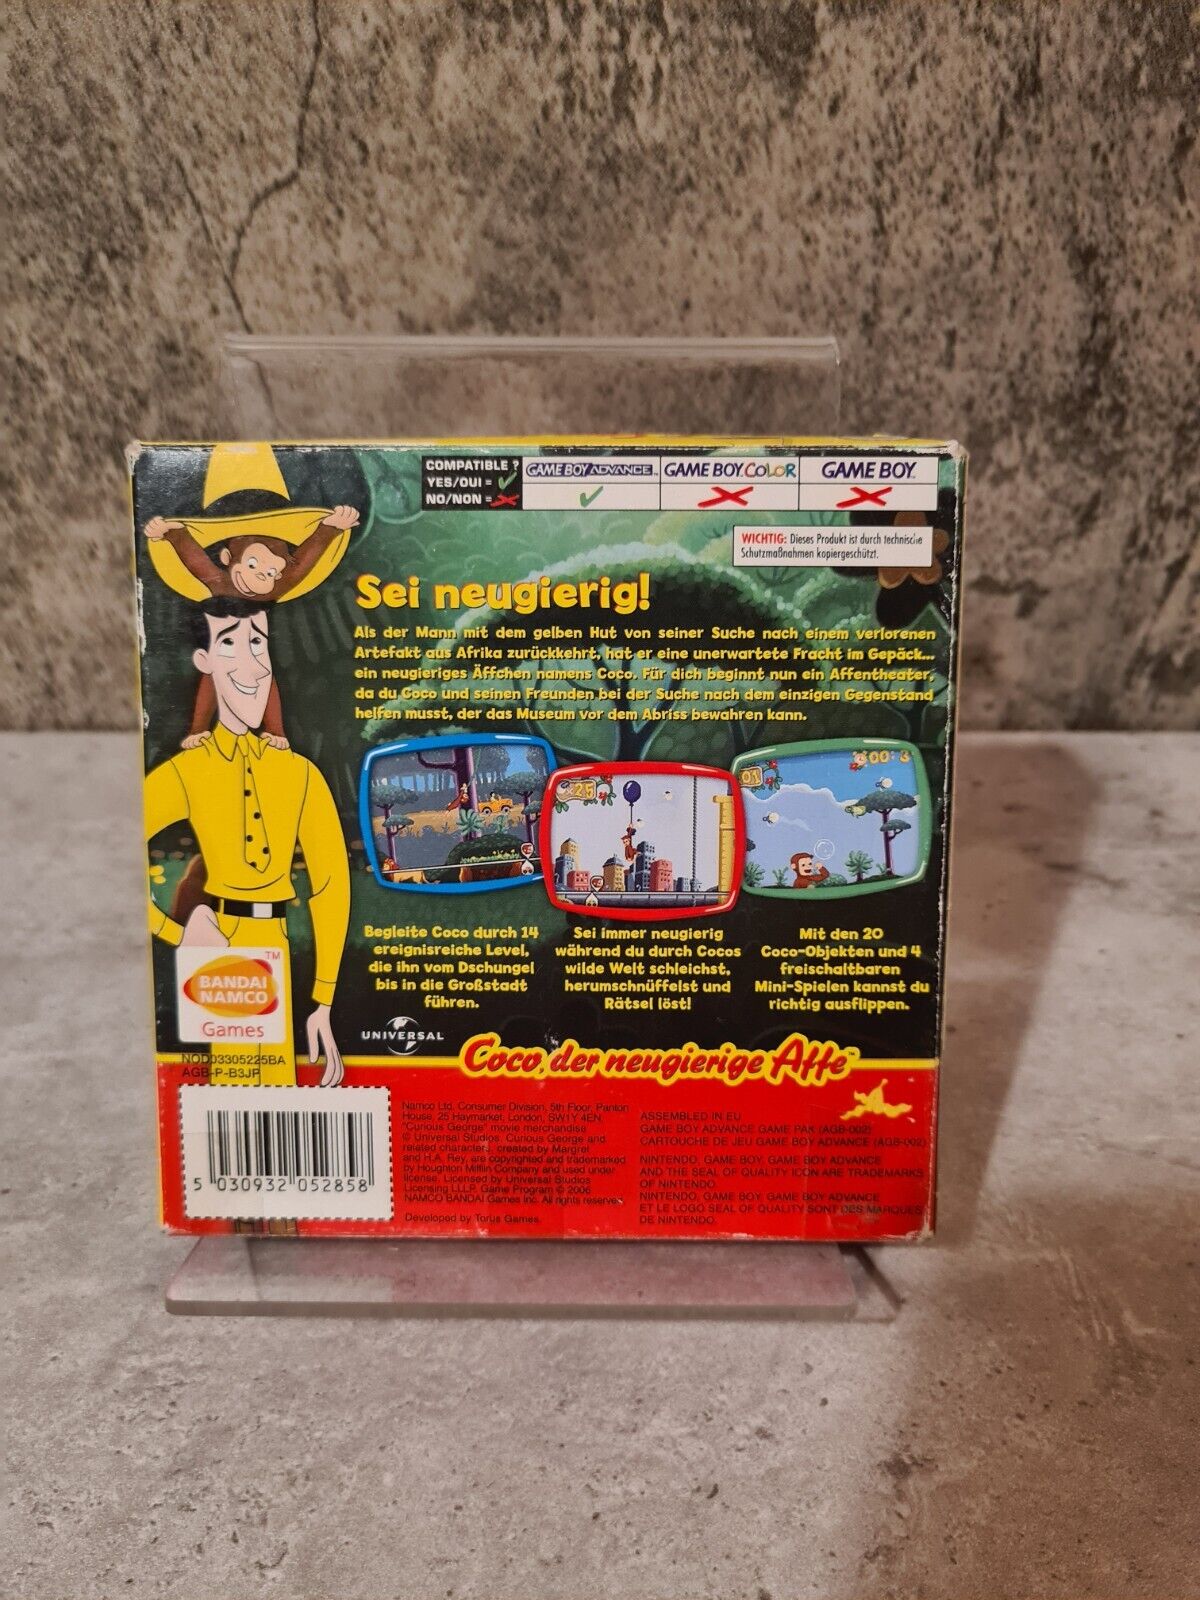 COMPATIBLE ?
YES/OUI = 
NO/NON = 
GAME BOY ADVANCE™
GAME BOY COLOR
GAME BOY™
WICHTIG: Dieses Produkt ist durch technische
Schutzmaßnahmen kopiergeschützt.
Sei neugierig!
Als der Mann mit dem gelben Hut von seiner Suche nach einem verlorenen
Artefakt aus Afrika zurückkehrt, hat er eine unerwartete Fracht im Gepäck...
ein neugieriges Äffchen namens Coco. Für dich beginnt nun ein Affentheater,
da du Coco und seinen Freunden bei der Suche nach dem einzigen Gegenstand
helfen musst, der das Museum vor dem Abriss bewahren kann.
25
01
00:3
Begleite Coco durch 14
ereignisreiche Level,
die ihn vom Dschungel
bis in die Großstadt
führen.
Sei immer neugierig
während du durch Cocos
wilde Welt schleichst,
herumschnüffelst und
Rätsel löst!
Mit den 20
Coco-Objekten und 4
freischaltbaren
Mini-Spielen kannst du
richtig ausflippen.
BANDAI
NAMCO
Games
TM
UNIVERSAL
Coco, der neugierige Affe™
NOD03305225BA
AGB-P-B3JP
5 030932 052858
Namco Ltd, Consumer Division, 5th Floor, Panton
House, 25 Haymarket, London, SW1Y 4EN.
"Curious George" movie merchandise
© Universal Studios. Curious George and
related characters, created by Margret
and H.A. Rey, are copyrighted and trademarked
by Houghton Mifflin Company and used under
license. Licensed by Universal Studios
Licensing LLLP. Game Program © 2006
NAMCO BANDAI Games Inc. All rights reserved.
Developed by Torus Games.
ASSEMBLED IN EU
GAME BOY ADVANCE GAME PAK (AGB-002)
CARTOUCHE DE JEU GAME BOY ADVANCE (AGB-002)
NINTENDO, GAME BOY, GAME BOY ADVANCE
AND THE SEAL OF QUALITY ICON ARE TRADEMARKS
OF NINTENDO.
NINTENDO, GAME BOY, GAME BOY ADVANCE
ET LE LOGO SEAL OF QUALITY SONT DES MARQUES
DE NINTENDO.